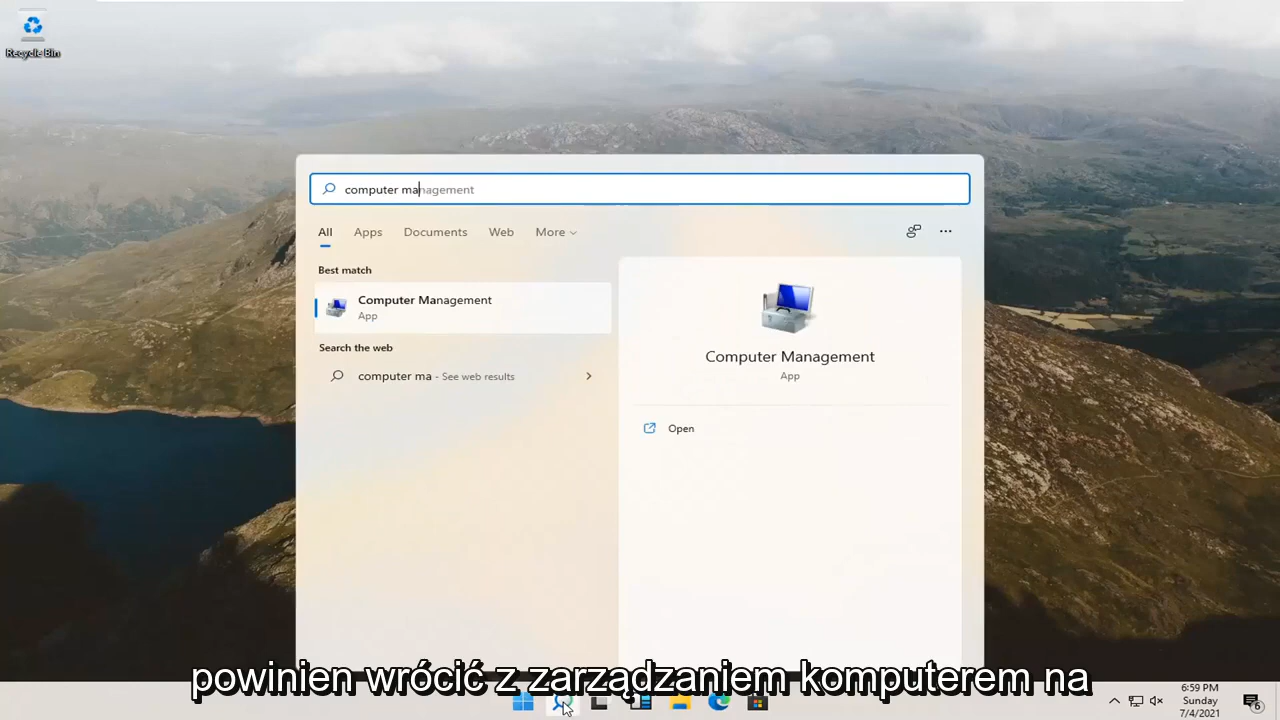 Recycle Bin
computer management
All Apps Documents Web More
Best match
Computer Management
App
Search the web
computer ma - See web results
Computer Management
App
Open
powinien wrócić z zarządzaniem komputerem na
6:59 PM
Sunday
7/4/2021
6